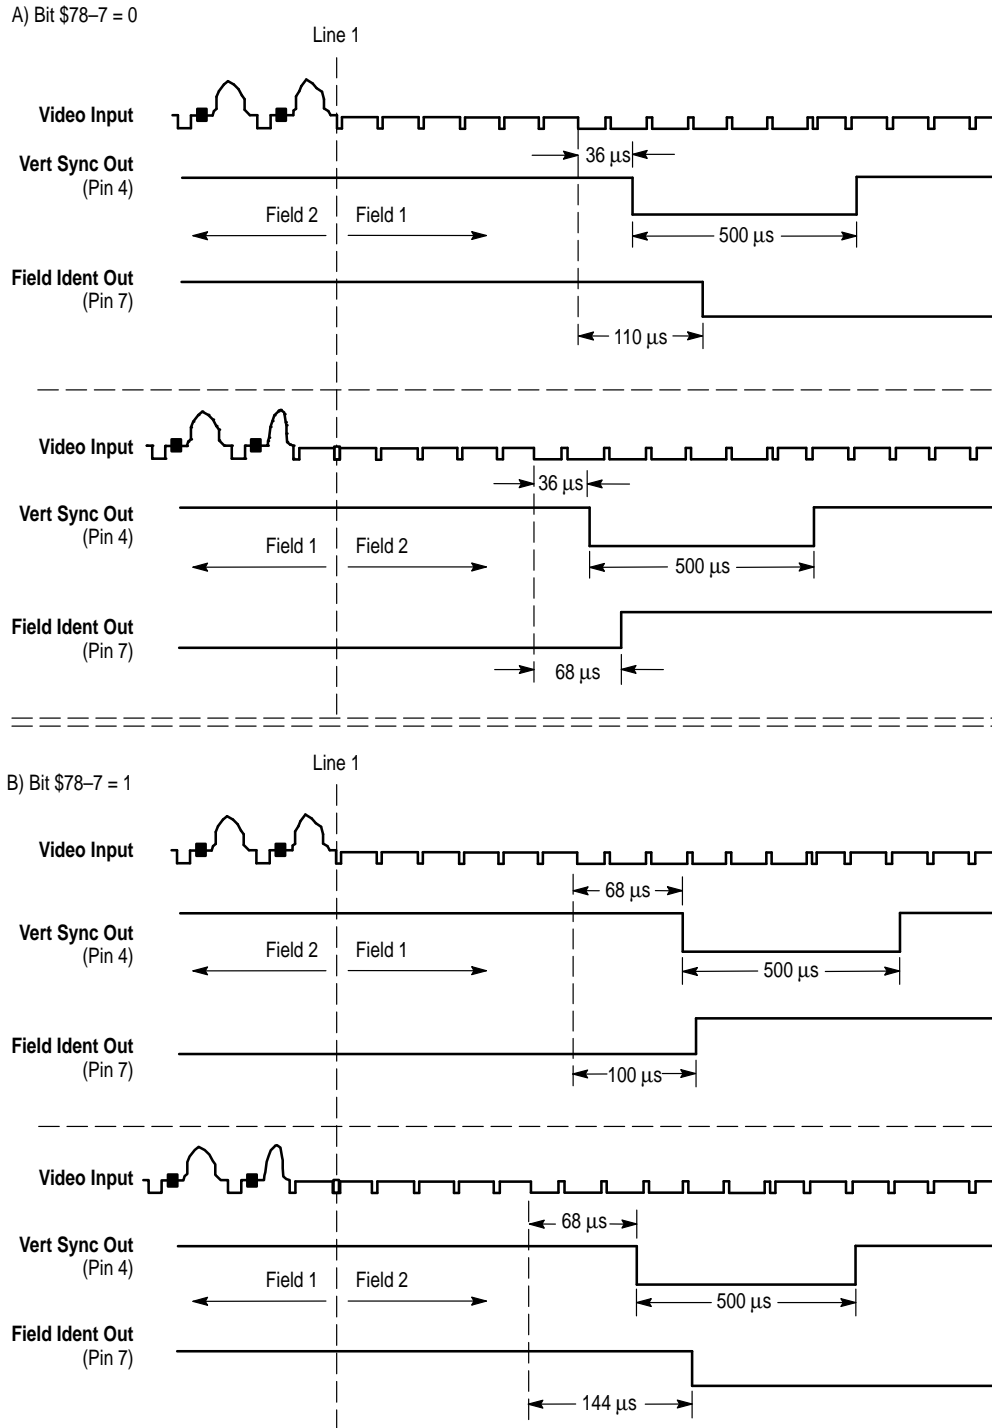 A) Bit $78–7 = 0
Line 1
Video Input
36 µs
Vert Sync Out
(Pin 4)
Field 2
Field 1
500 µs
Field Ident Out
(Pin 7)
110 µs
Video Input
36 µs
Vert Sync Out
(Pin 4)
Field 1
Field 2
500 µs
Field Ident Out
(Pin 7)
68 µs
Line 1
B) Bit $78–7 = 1
Video Input
68 µs
Vert Sync Out
(Pin 4)
Field 2
Field 1
500 µs
Field Ident Out
(Pin 7)
100 µs
Video Input
68 µs
Vert Sync Out
(Pin 4)
Field 1
Field 2
500 µs
Field Ident Out
(Pin 7)
144 µs